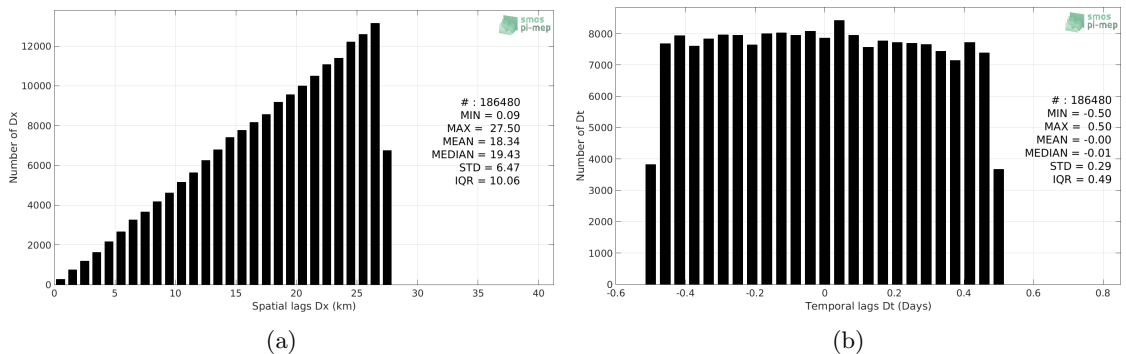 smos
pi-mep
Number of Dx
12000
10000
8000
6000
4000
2000
0
# : 186480
MIN = 0.09
MAX = 27.50
MEAN = 18.34
MEDIAN = 19.43
STD = 6.47
IQR = 10.06
0 5 10 15 20 25 30 35 40
Spatial lags Dx (km)
(a)
smos
pi-mep
Number of Dt
8000
7000
6000
5000
4000
3000
2000
1000
0
# : 186480
MIN = -0.50
MAX = 0.50
MEAN = -0.00
MEDIAN = -0.01
STD = 0.29
IQR = 0.49
-0.6 -0.4 -0.2 0 0.2 0.4 0.6 0.8
Temporal lags Dt (Days)
(b)